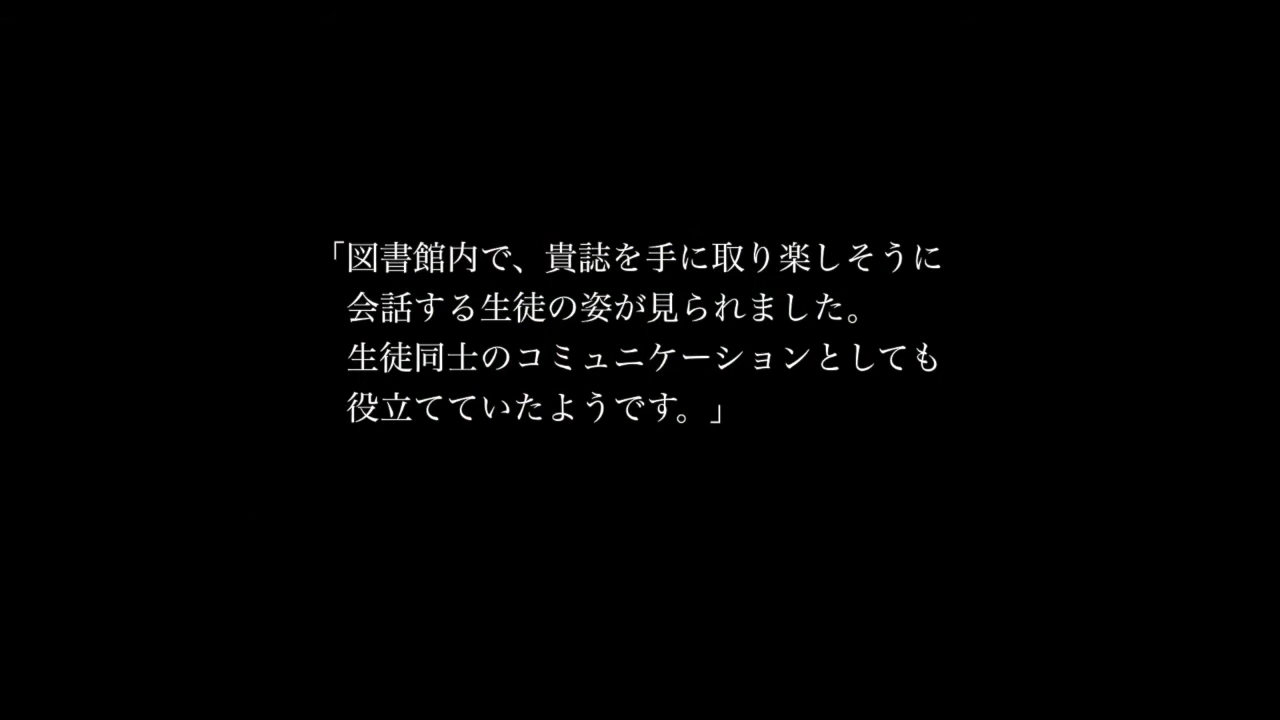 「図書館内で、貴誌を手に取り楽しそうに
会話する生徒の姿が見られました。
生徒同士のコミュニケーションとしても
役立てていたようです。」